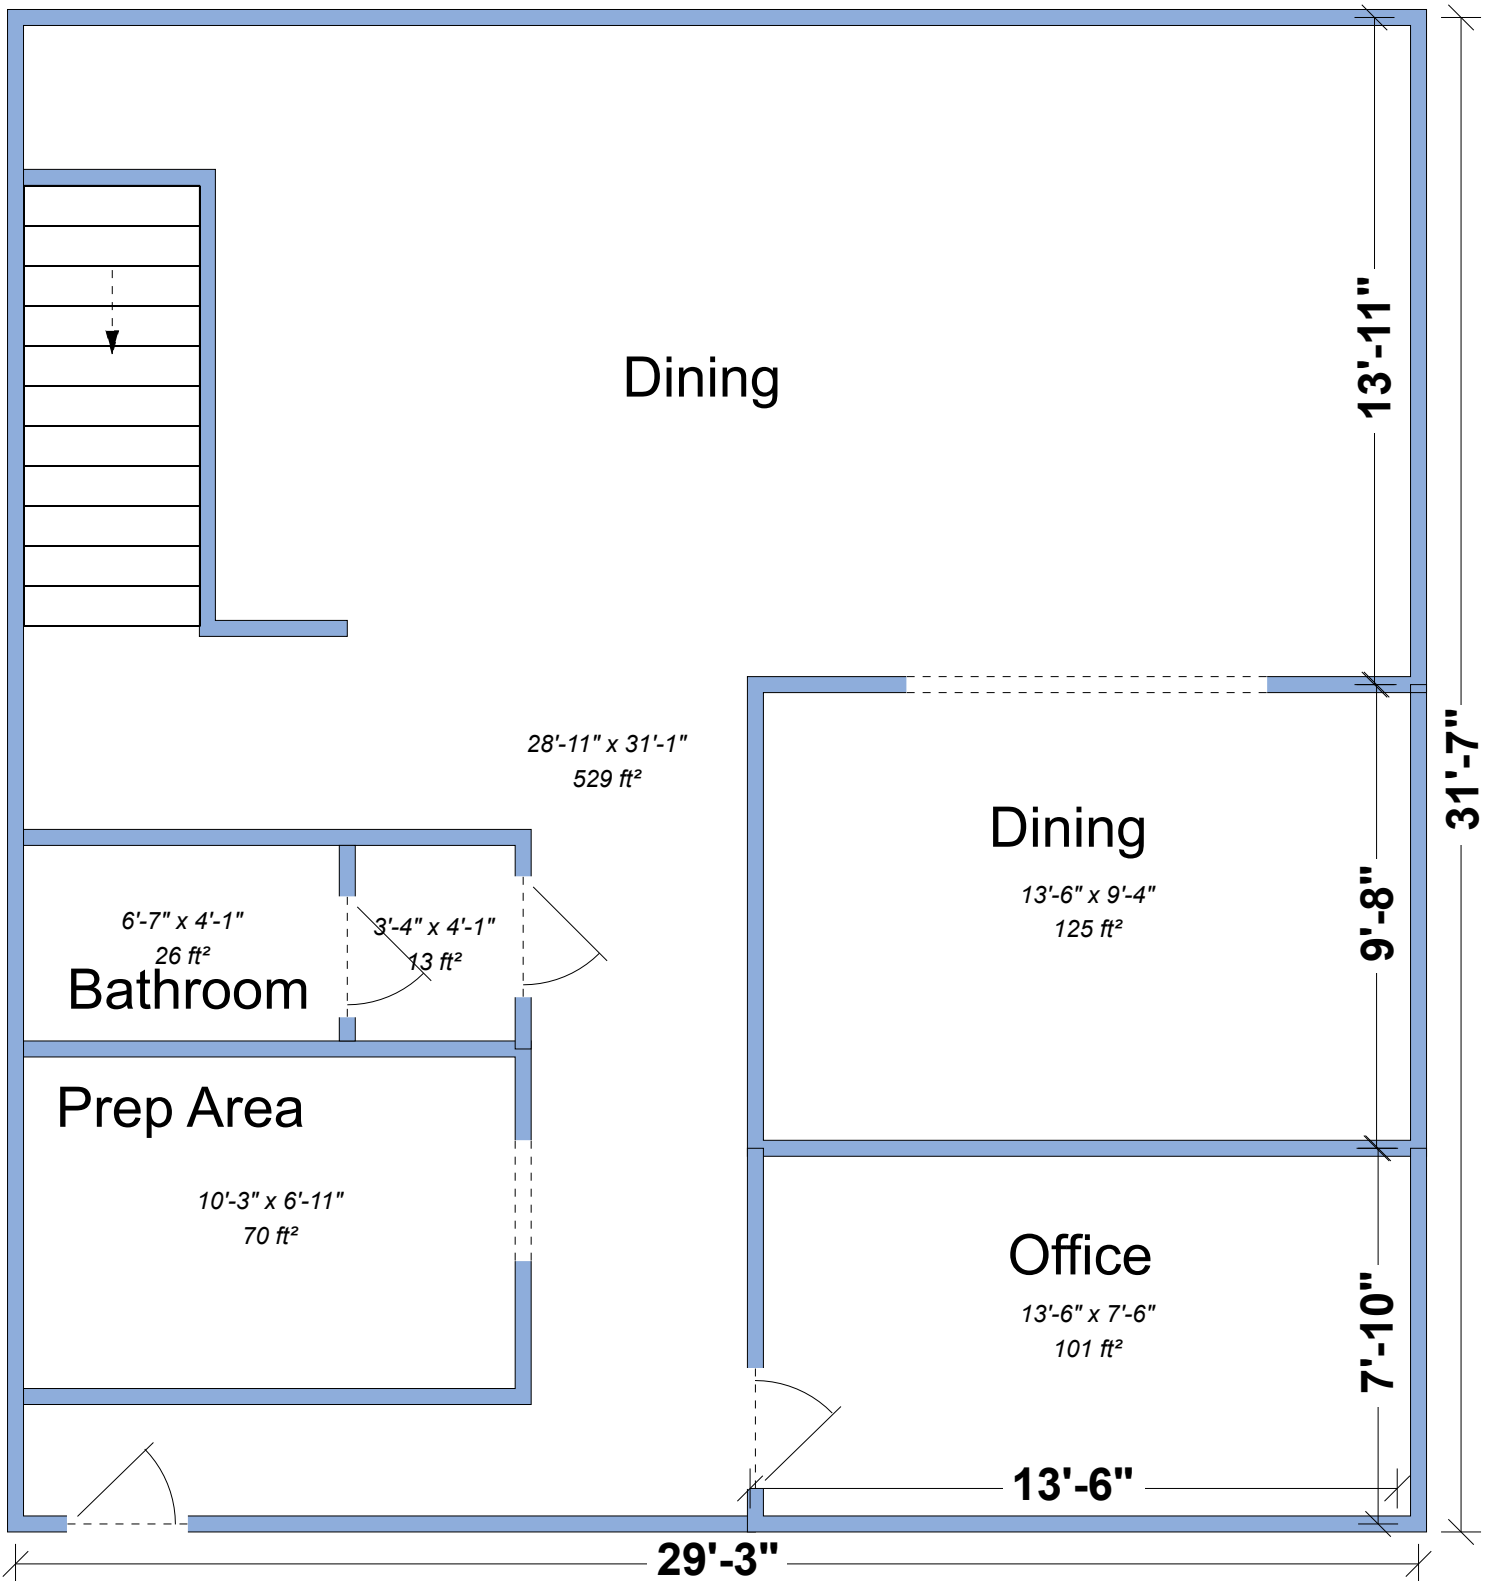 13'-11"
Dining
31'-7"
28'-11" x 31'-1"
529 ft²
Dining
13'-6" x 9'-4"
125 ft²
9'-8"
6'-7" x 4'-1"
26 ft²
Bathroom
3'-4" x 4'-1"
13 ft²
Prep Area
10'-3" x 6'-11"
70 ft²
Office
13'-6" x 7'-6"
101 ft²
7'-10"
13'-6"
29'-3"